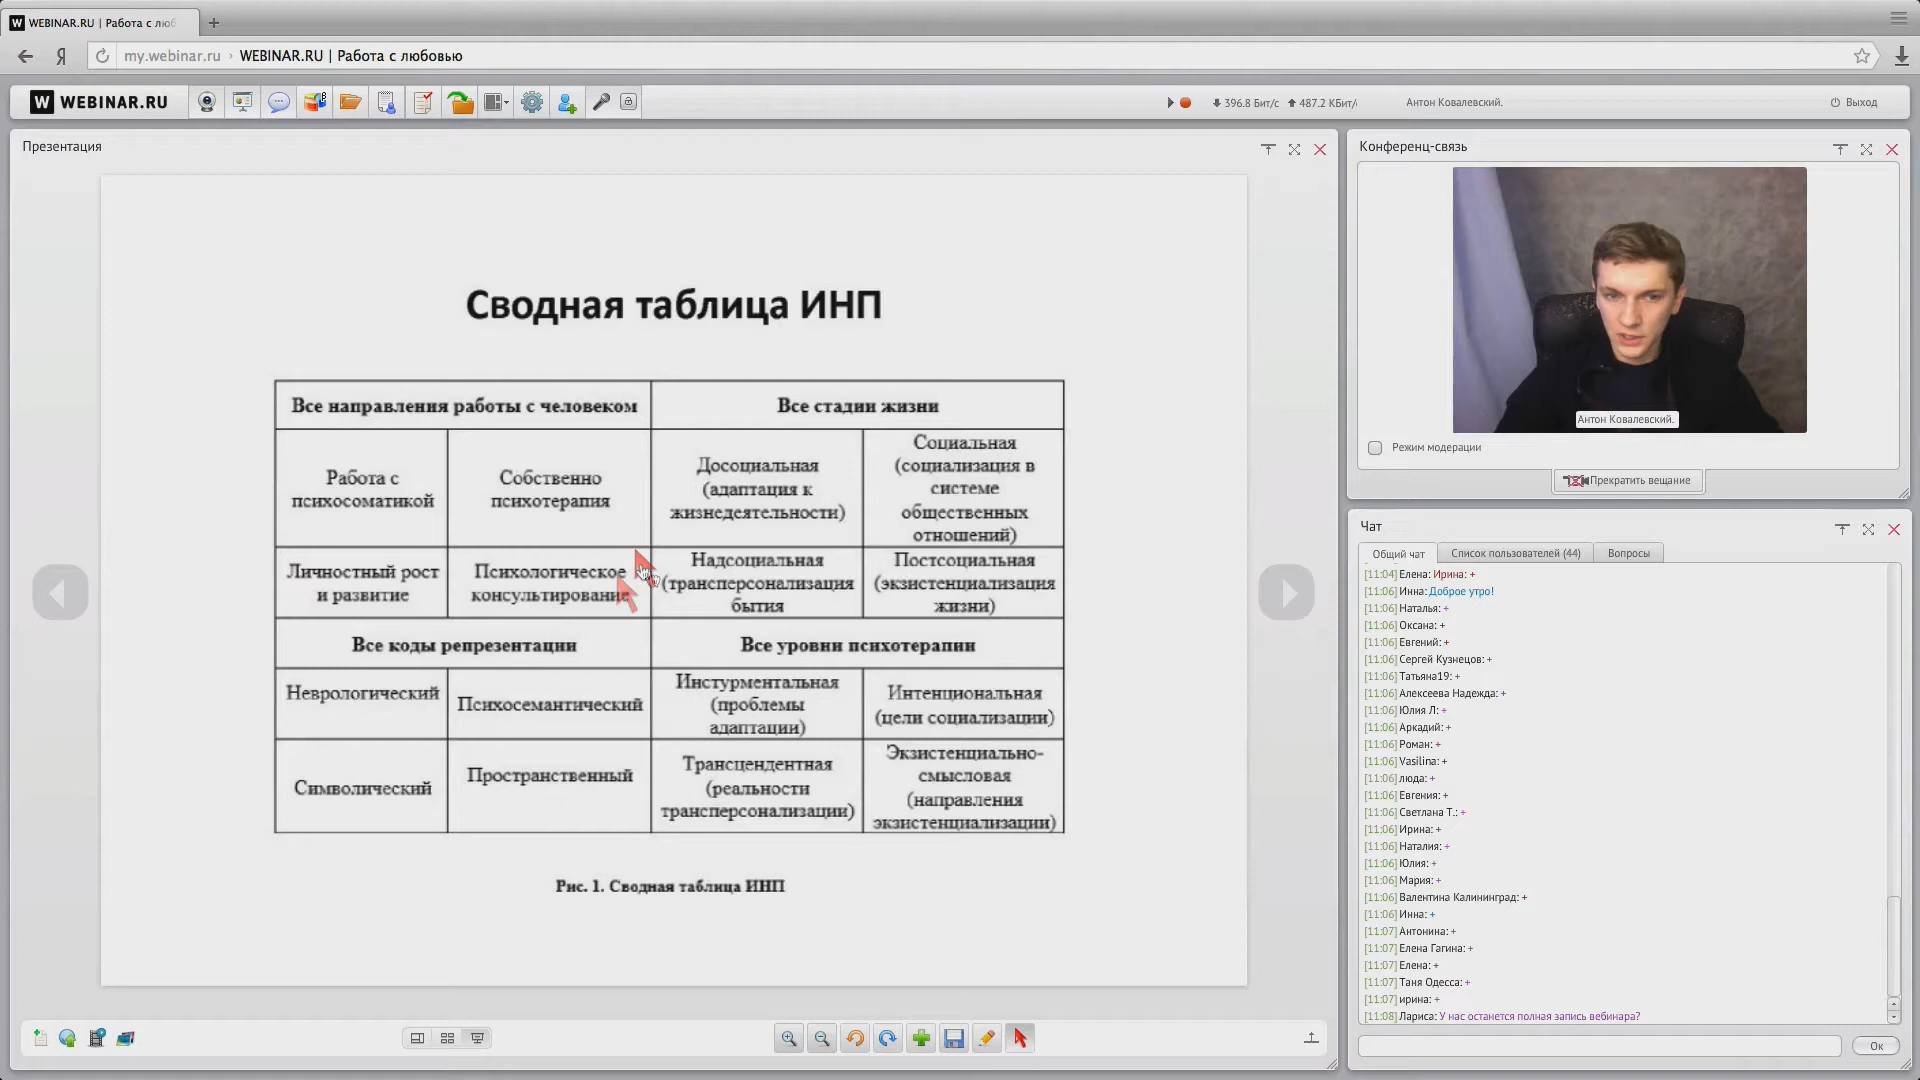 WEBINAR.RU | Работа с люб
my.webinar.ru › WEBINAR.RU | Работа с любовью
W WEBINAR.RU
396.8 Бит/с 487.2 КБит/с
Антон Ковалевский.
Выход
Презентация
Сводная таблица ИНП
Все направления работы с человеком
Все стадии жизни
Работа с
психосоматикой
Собственно
психотерапия
Досоциальная
(адаптация к
жизнедеятельности)
Социальная
(социализация в
системе
общественных
отношений)
Личностный рост
и развитие
Психологическое
консультирование
Надсоциальная
(трансперсонализация
бытия
Постсоциальная
(экзистенциализация
жизни)
Все коды репрезентации
Все уровни психотерапии
Неврологический
Психосемантический
Инстурментальная
(проблемы
адаптации)
Интенциональная
(цели социализации)
Символический
Пространственный
Трансцендентная
(реальности
трансперсонализации)
Экзистенциально-
смысловая
(направления
экзистенциализации)
Рис. 1. Сводная таблица ИНП
Конференц-связь
Антон Ковалевский.
Режим модерации
Прекратить вещание
Чат
Общий чат
Список пользователей (44)
Вопросы
[11:04] Елена: Ирина: +
[11:06] Инна: Доброе утро!
[11:06] Наталья: +
[11:06] Оксана: +
[11:06] Евгений: +
[11:06] Сергей Кузнецов: +
[11:06] Татьяна19: +
[11:06] Алексеева Надежда: +
[11:06] Юлия Л: +
[11:06] Аркадий: +
[11:06] Роман: +
[11:06] Vasilina: +
[11:06] люда: +
[11:06] Евгения: +
[11:06] Светлана Т.: +
[11:06] Ирина: +
[11:06] Наталия: +
[11:06] Юлия: +
[11:06] Мария: +
[11:06] Валентина Калининград: +
[11:06] Инна: +
[11:07] Антонина: +
[11:07] Елена Гагина: +
[11:07] Елена: +
[11:07] Таня Одесса: +
[11:07] ирина: +
[11:08] Лариса: У нас останется полная запись вебинара?
Ок